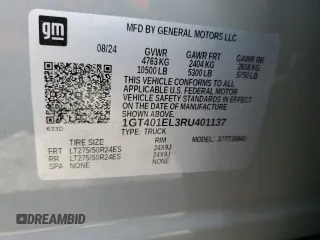 gm
MFD BY GENERAL MOTORS LLC
08/24 GVWR GAWR FRT GAWR RR
4763 KG 2404 KG 2608 KG
10500 LB 5300 LB 5750 LB
THIS VEHICLE CONFORMS TO ALL
APPLICABLE U.S. FEDERAL MOTOR
VEHICLE SAFETY STANDARDS IN
EFFECT ON THE DATE OF
MANUFACTURE SHOWN ABOVE.
1GT401EL3RU401137
633D TYPE: TRUCK MODEL:
TIRE SIZE RIM
FRT LT275/50R24ES 24X9J
RR LT275/50R24ES 24X9J
SPA NONE NONE
DREAMBID